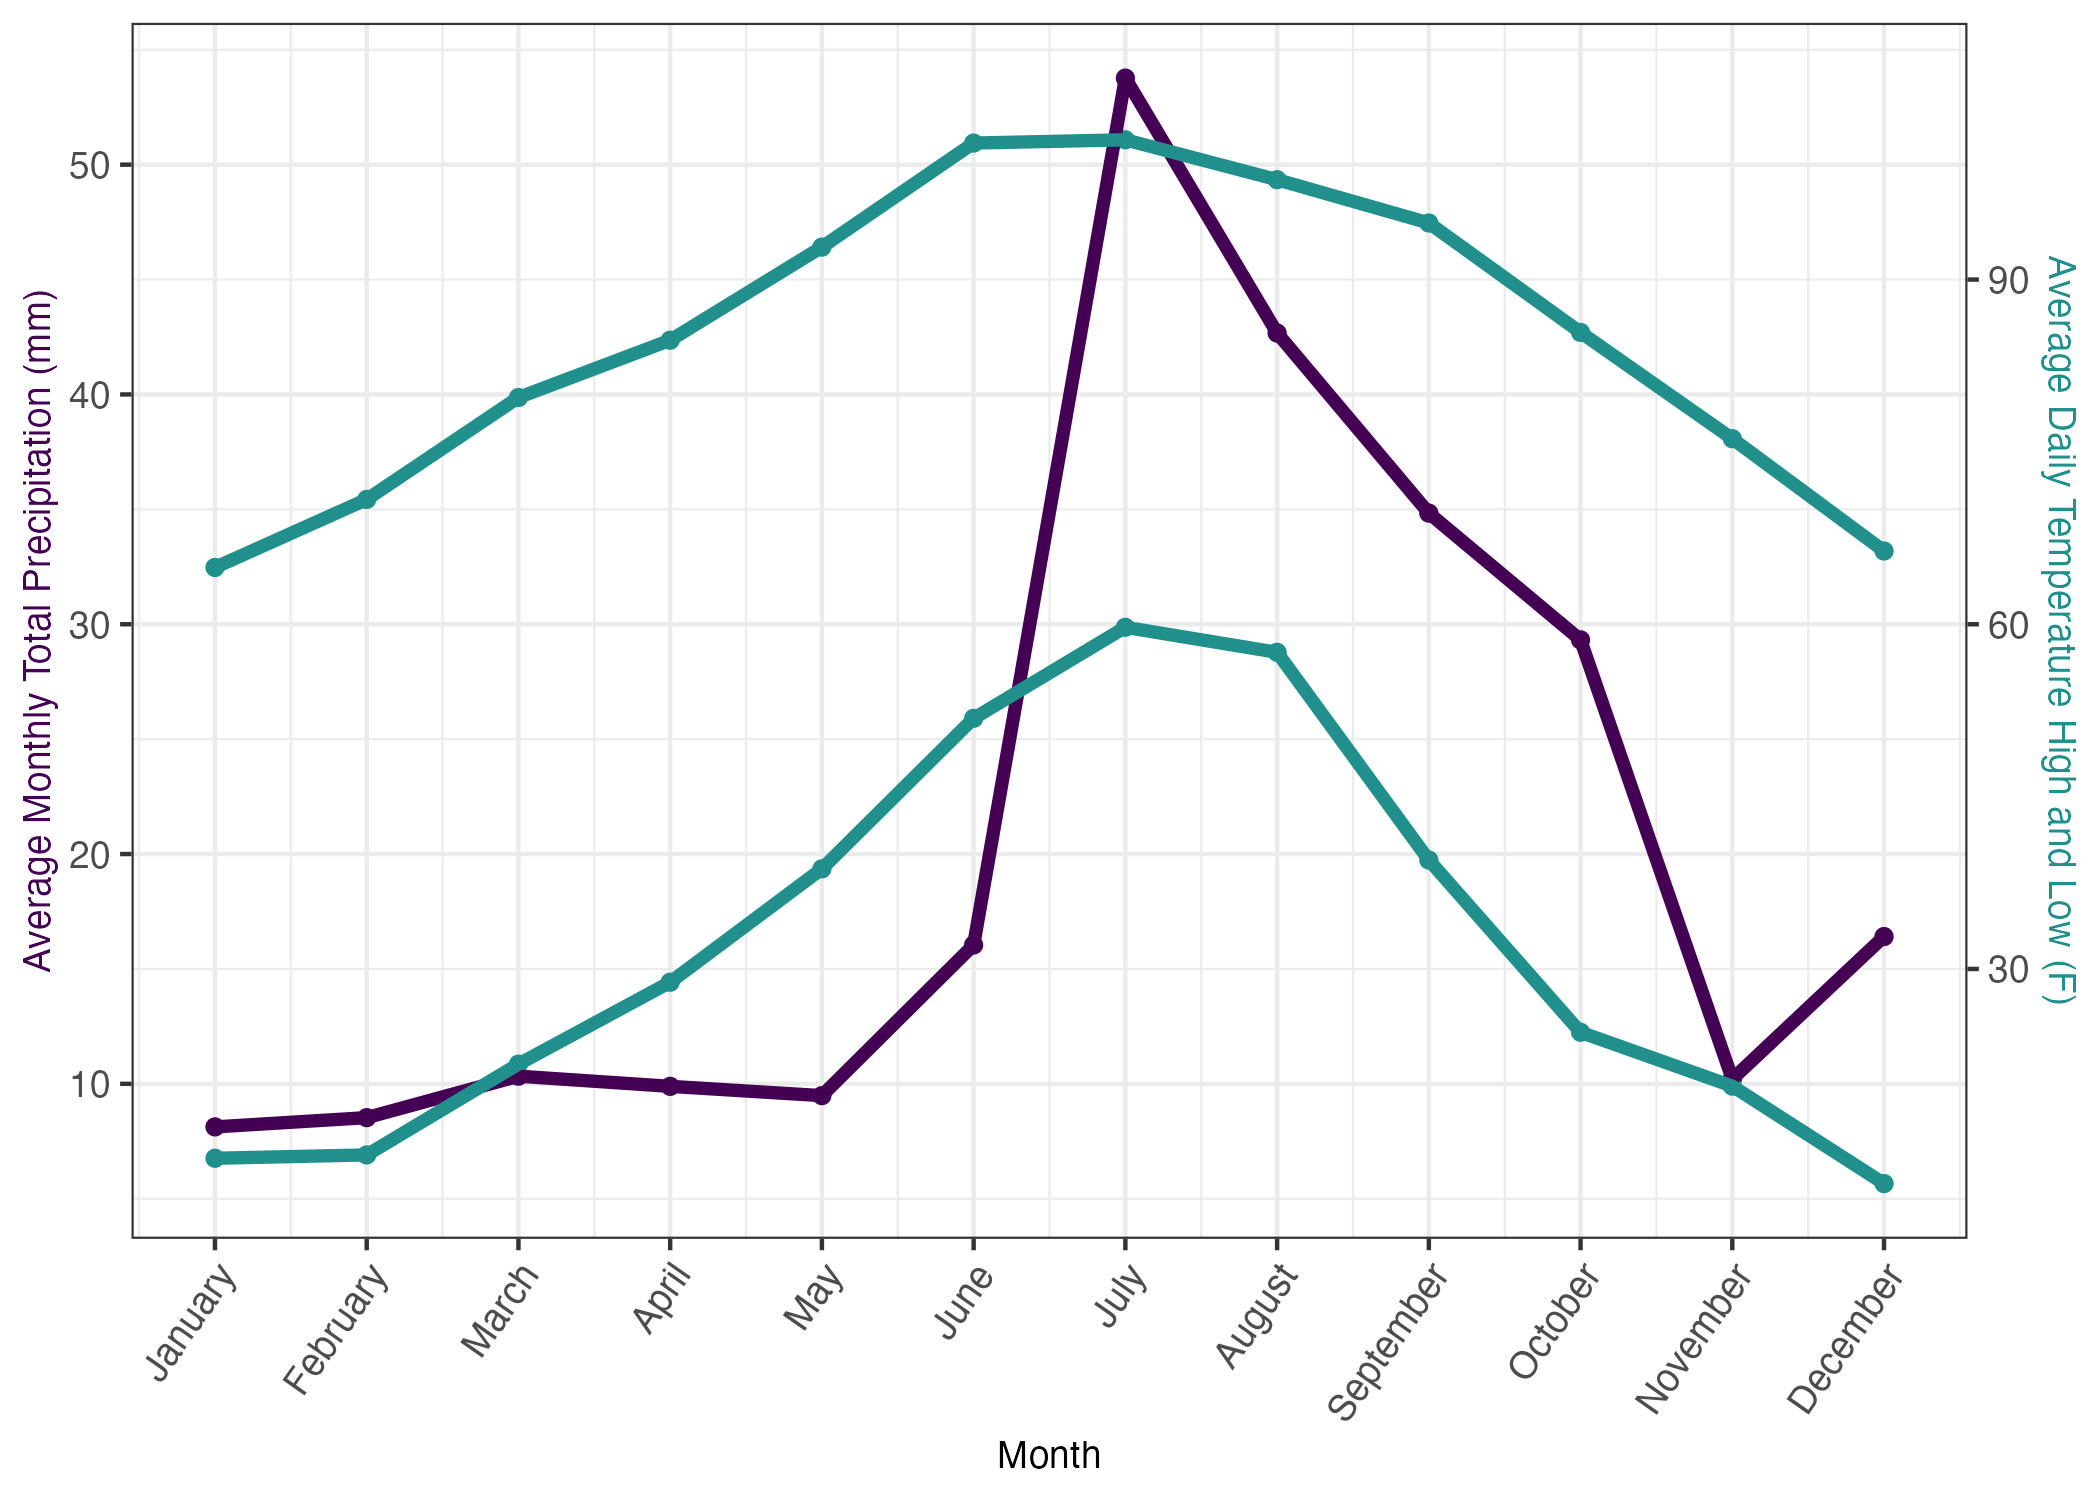 Average Monthly Total Precipitation (mm)
50
40
30
20
10
90
60
30
Average Daily Temperature High and Low (F)
January
February
March
April
May
June
July
August
September
October
November
December
Month